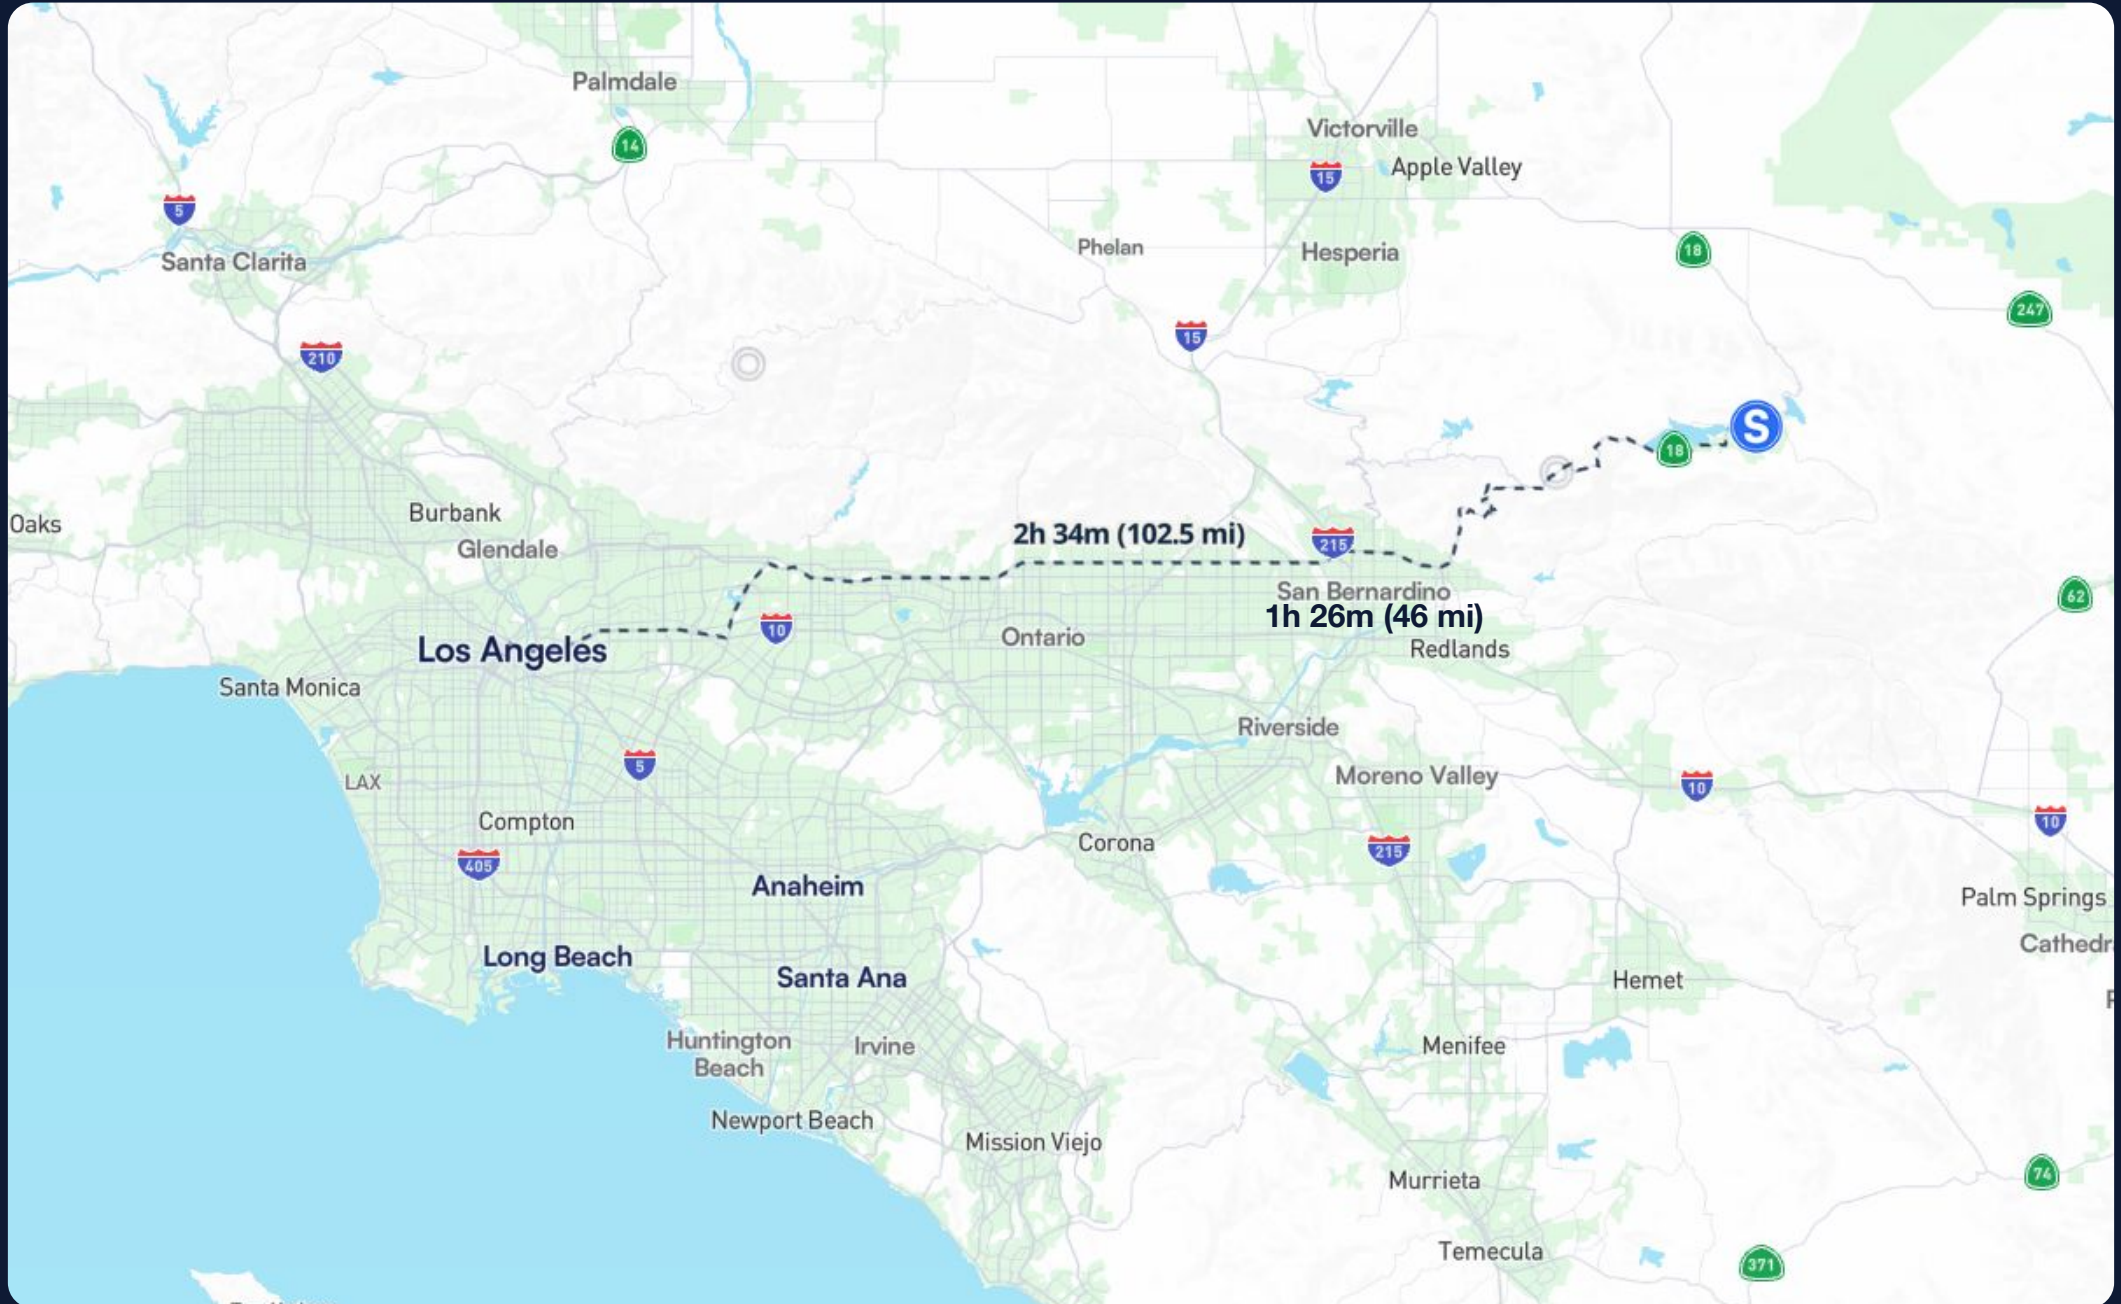 Palmdale
14
Victorville
15
Apple Valley
5
Santa Clarita
Phelan
Hesperia
18
247
15
210
S
18
Burbank
Oaks
2h 34m (102.5 mi)
215
Glendale
San Bernardino
62
1h 26m (46 mi)
10
Ontario
Los Angeles
Redlands
Santa Monica
Riverside
5
LAX
Moreno Valley
10
Compton
10
Corona
215
405
Anaheim
Palm Springs
Cathedr
Long Beach
Santa Ana
Hemet
Huntington
Beach
Irvine
Menifee
Newport Beach
Mission Viejo
74
Murrieta
Temecula
371